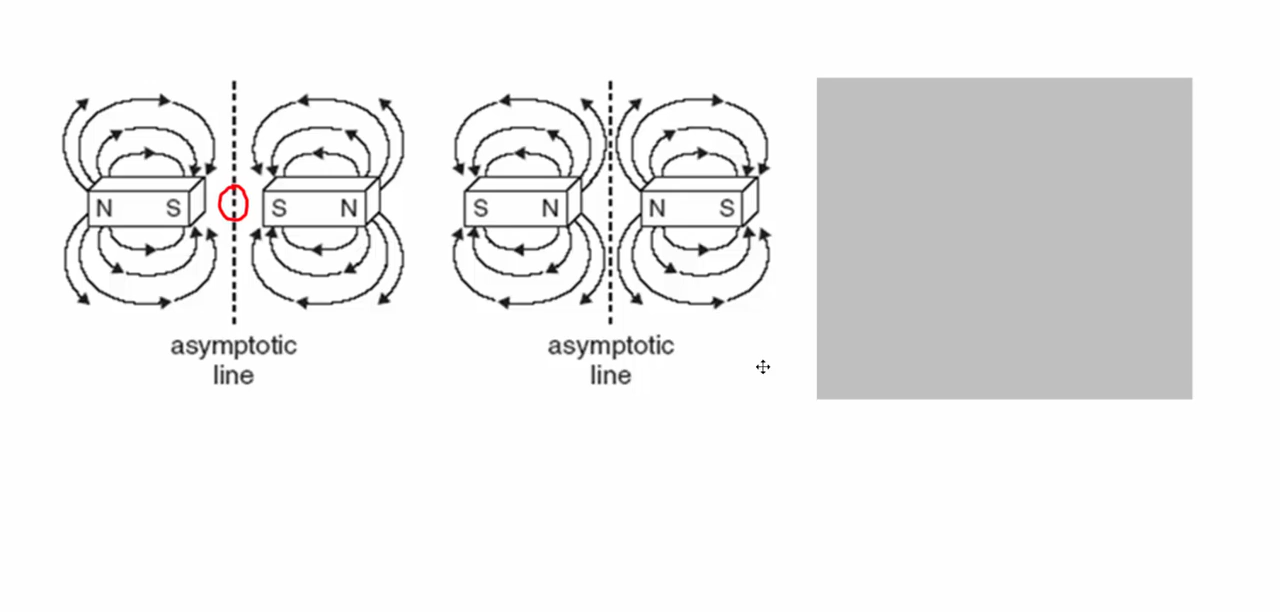 N S S N
S N N S
asymptotic
line
asymptotic
line